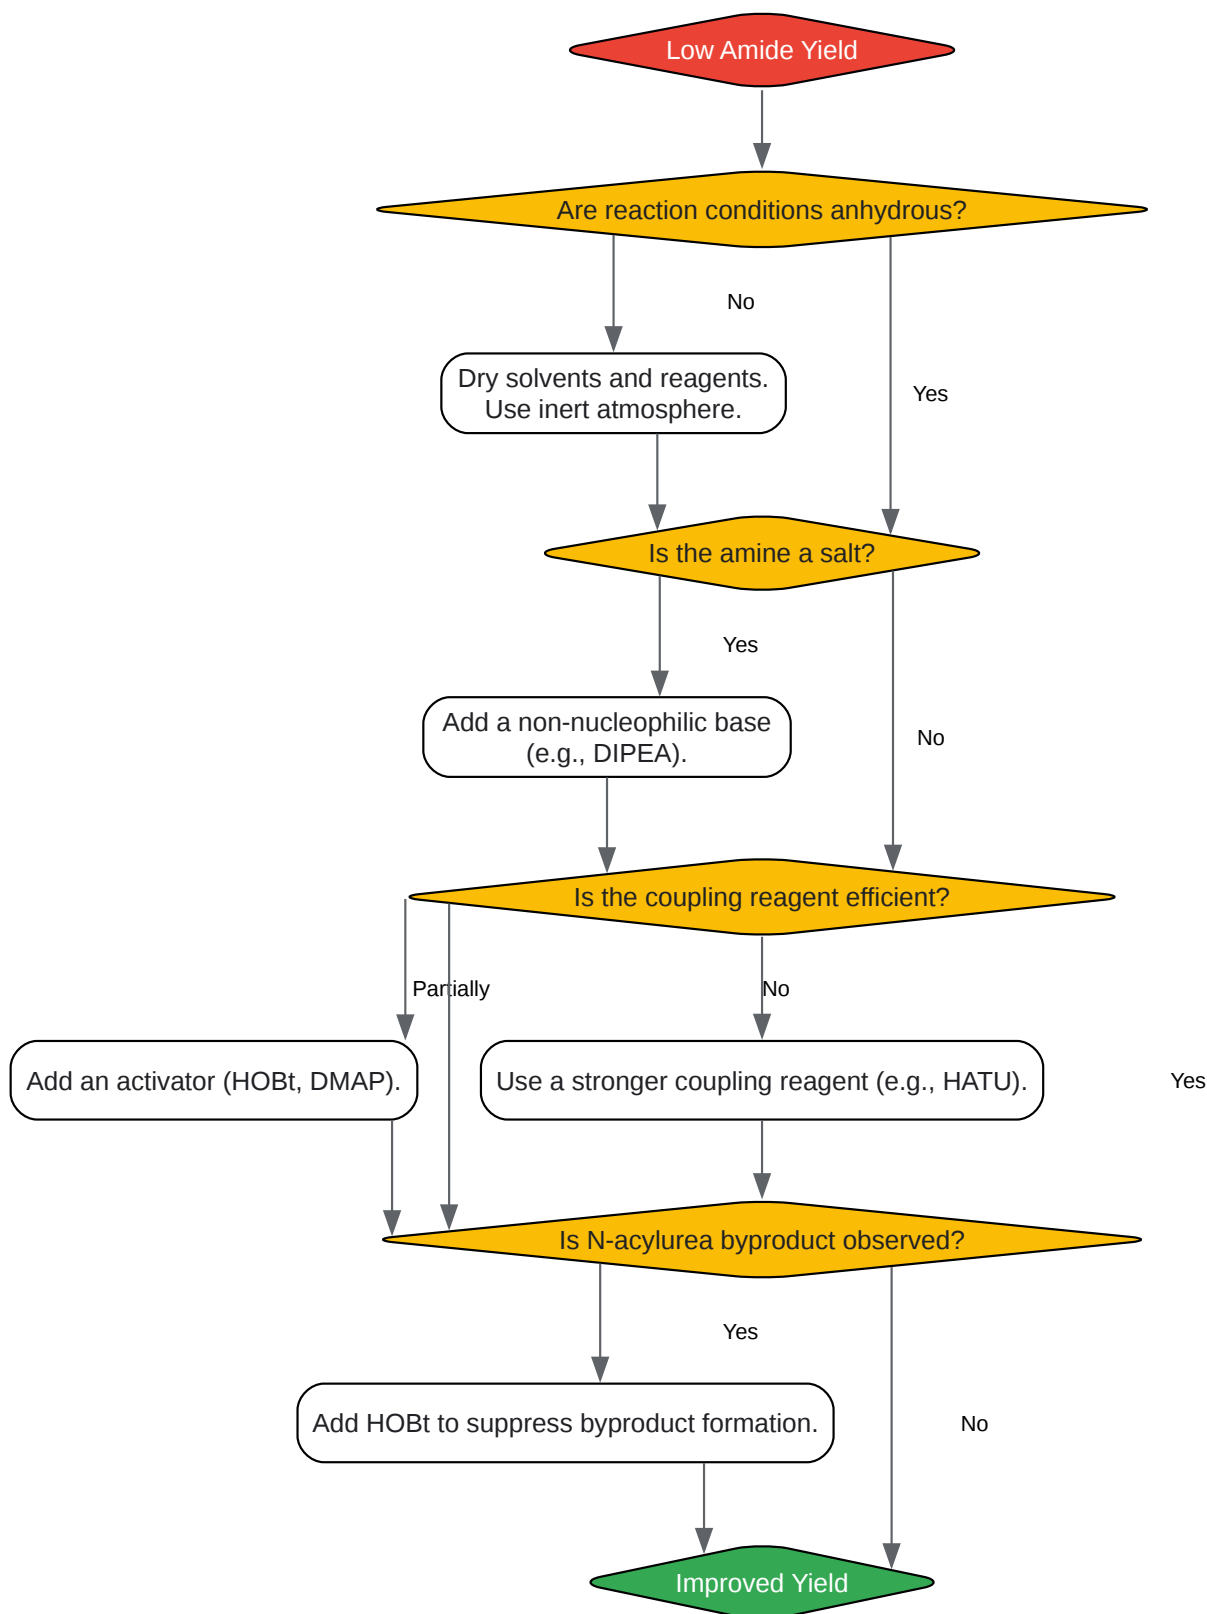 Low Amide Yield
Are reaction conditions anhydrous?
No
Dry solvents and reagents.
Use inert atmosphere.
Yes
Is the amine a salt?
Yes
Add a non-nucleophilic base
(e.g., DIPEA).
No
Is the coupling reagent efficient?
Partially
No
Add an activator (HOBt, DMAP).
Use a stronger coupling reagent (e.g., HATU).
Yes
Is N-acylurea byproduct observed?
Yes
Add HOBt to suppress byproduct formation.
No
Improved Yield